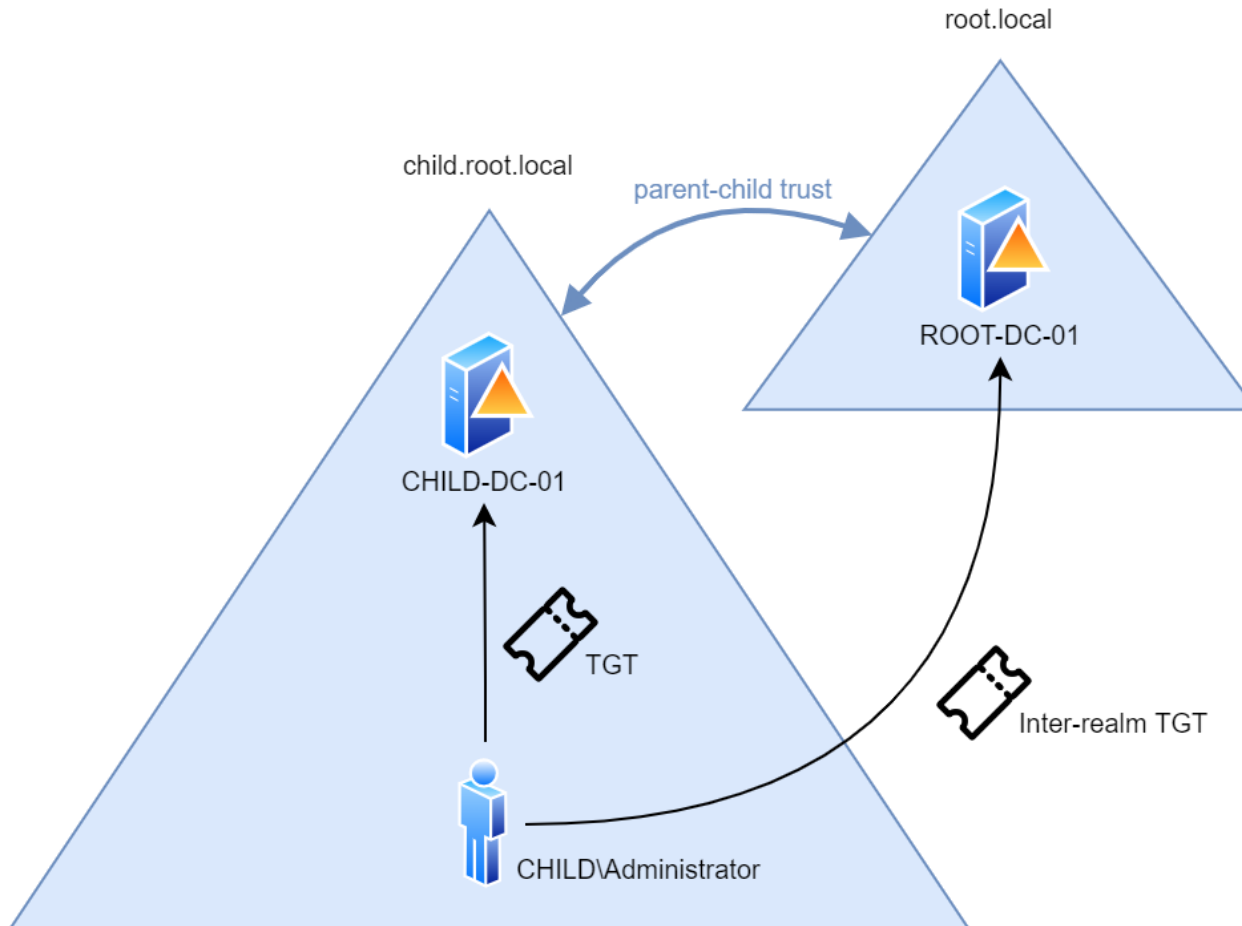 root.local
child.root.local
parent-child trust
ROOT-DC-01
CHILD-DC-01
TGT
Inter-realm TGT
CHILD\Administrator